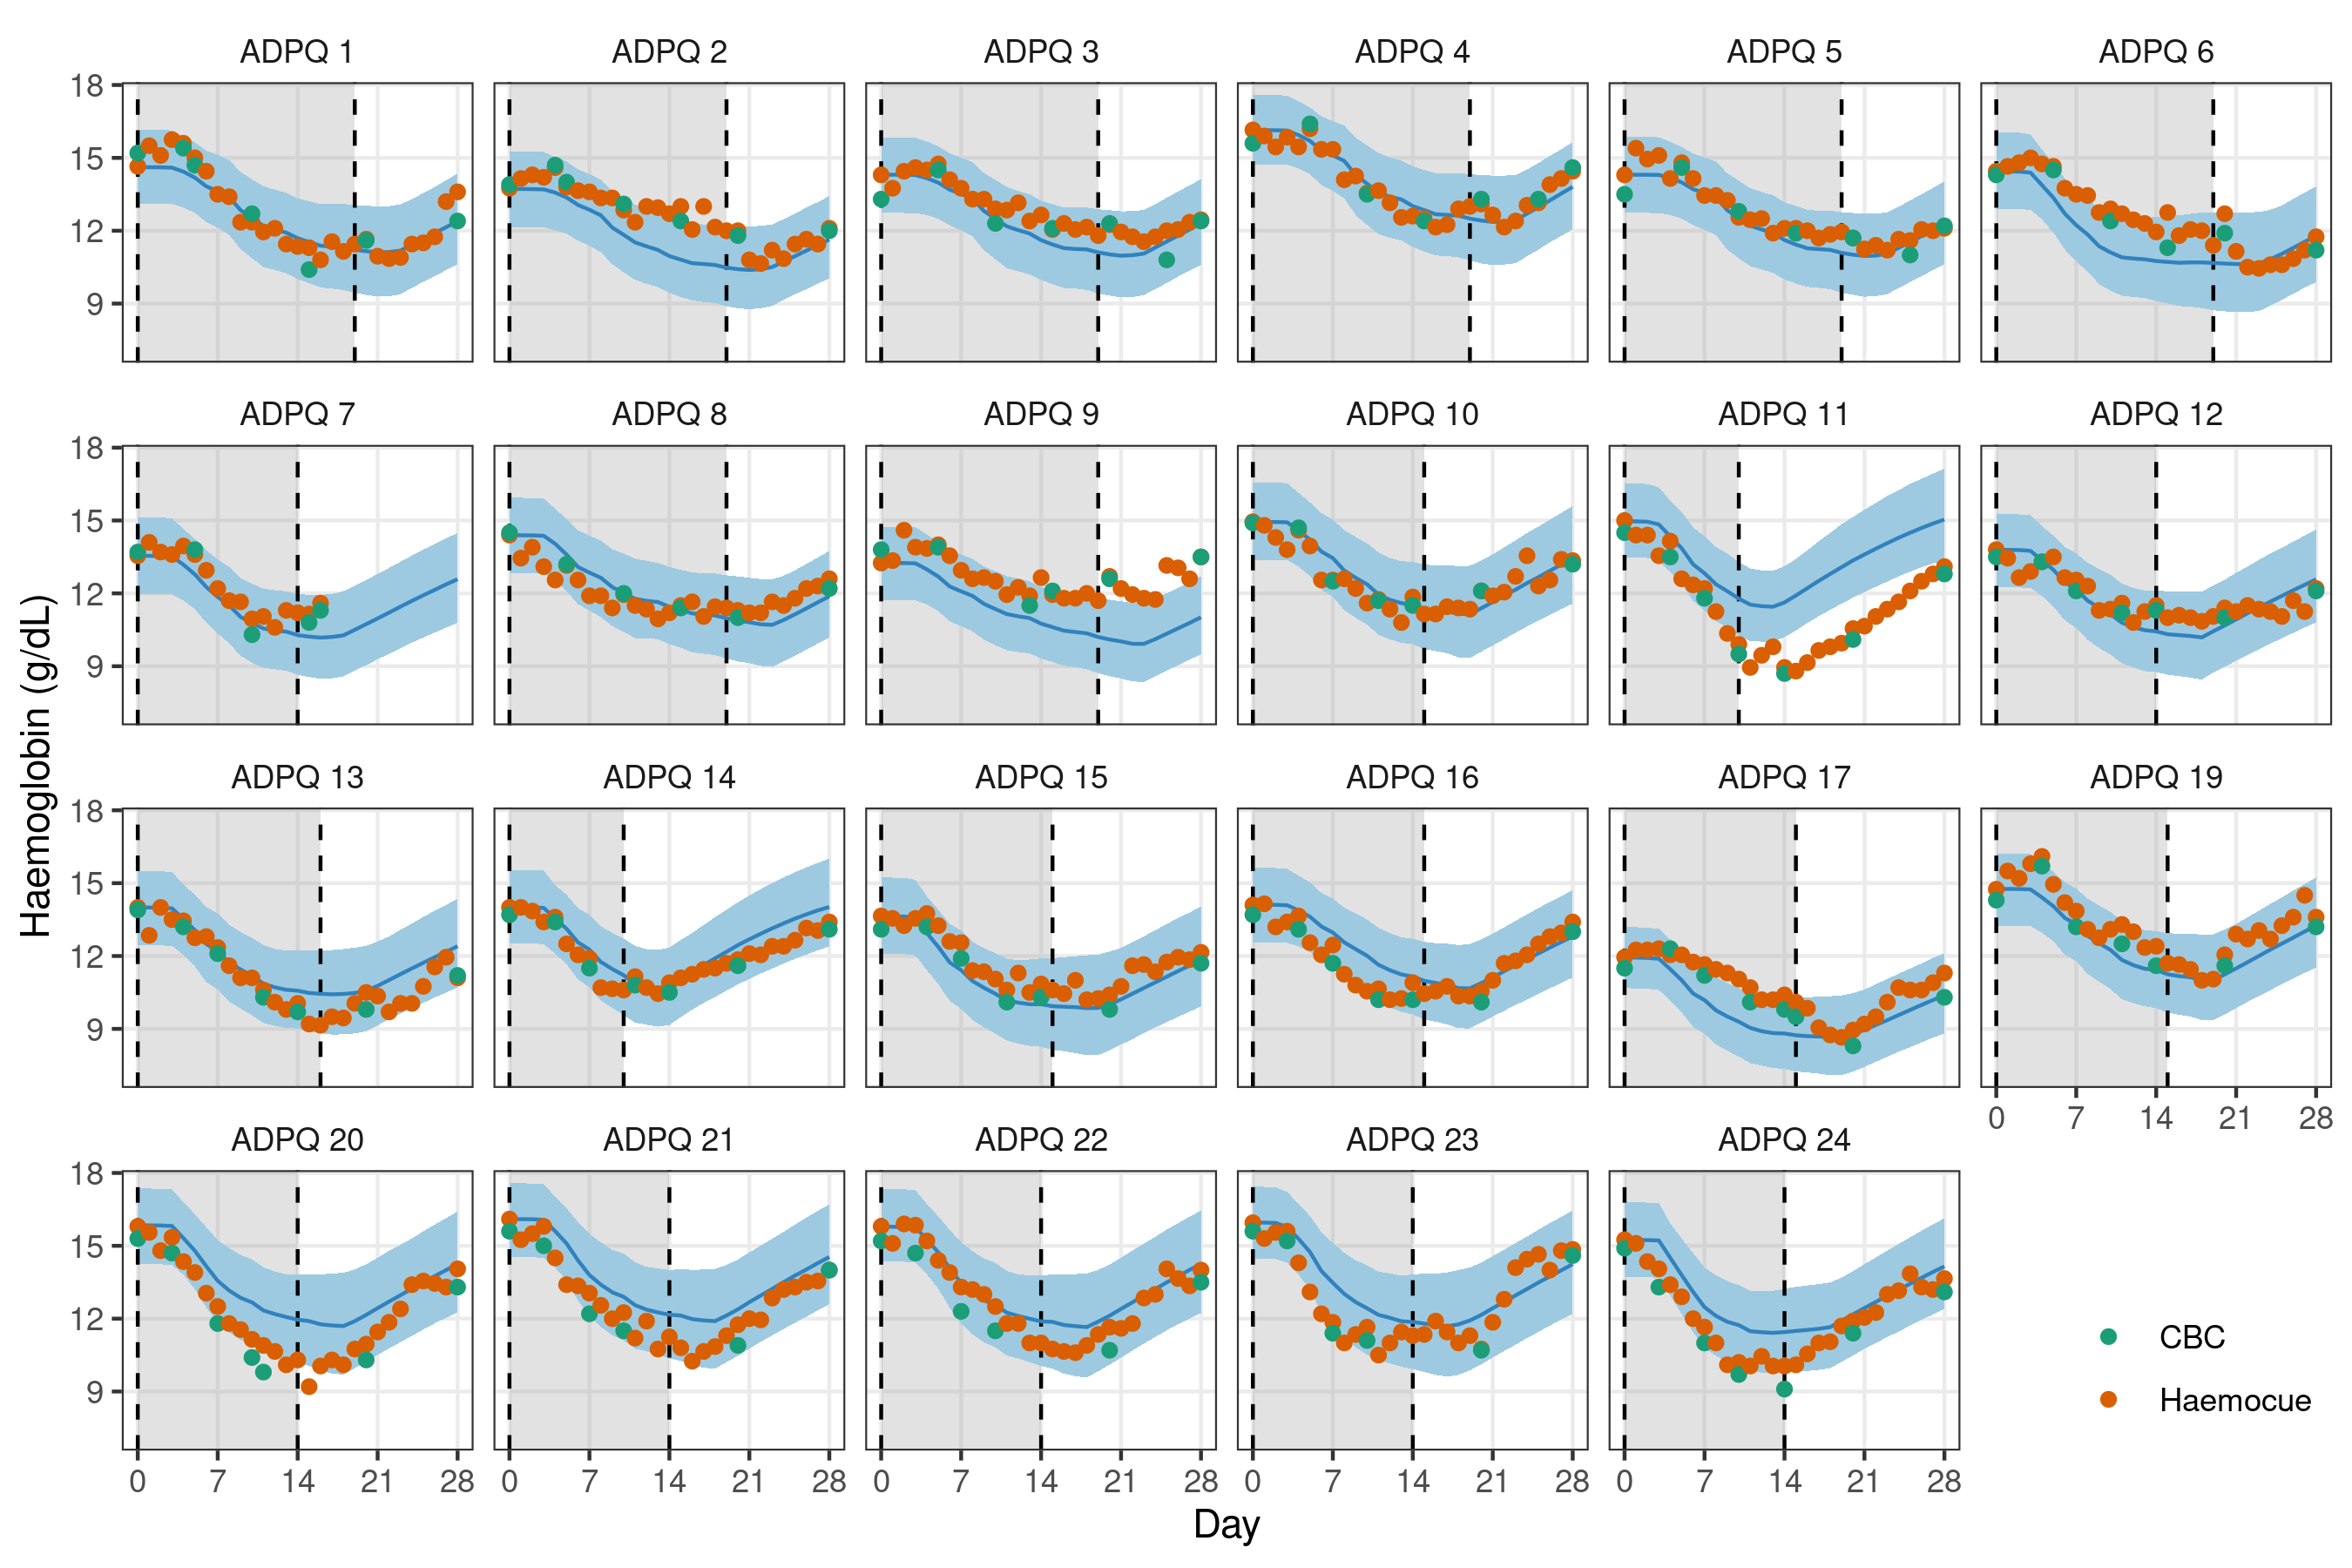 ADPQ 1 ADPQ 2 ADPQ 3 ADPQ 4 ADPQ 5 ADPQ 6
18
15
12
9
ADPQ 7 ADPQ 8 ADPQ 9 ADPQ 10 ADPQ 11 ADPQ 12
18
15
12
9
Haemoglobin (g/dL)
ADPQ 13 ADPQ 14 ADPQ 15 ADPQ 16 ADPQ 17 ADPQ 19
18
15
12
9
0 7 14 21 28
ADPQ 20 ADPQ 21 ADPQ 22 ADPQ 23 ADPQ 24
18
15
12
9
CBC
Haemocue
0 7 14 21 28 0 7 14 21 28 0 7 14 21 28 0 7 14 21 28 0 7 14 21 28
Day